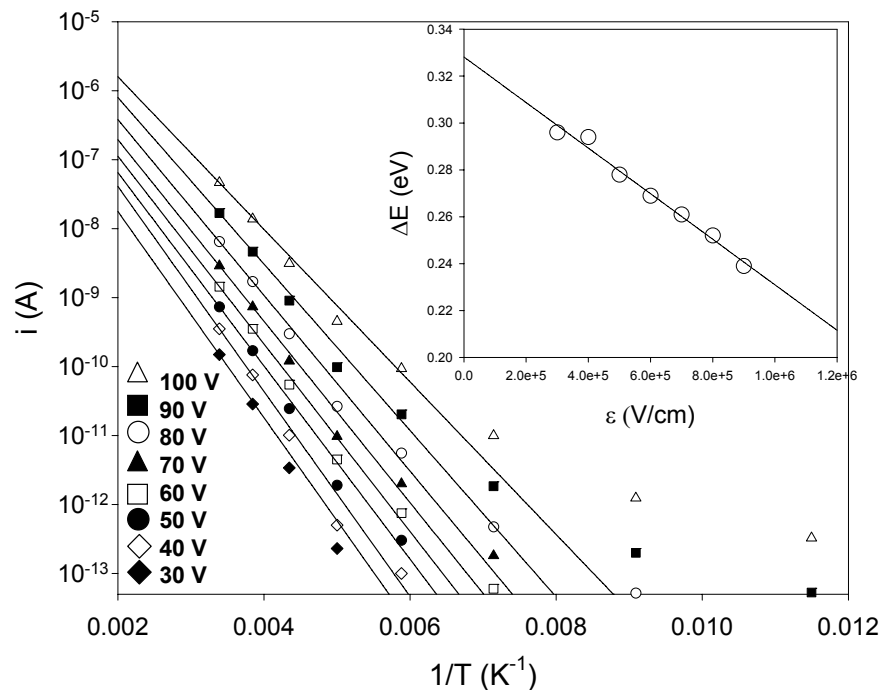 10⁻⁵
10⁻⁶
10⁻⁷
10⁻⁸
10⁻⁹
10⁻¹⁰
10⁻¹¹
10⁻¹²
10⁻¹³
i (A)
0.002
0.004
0.006
0.008
0.010
0.012
1/T (K⁻¹)
100 V
90 V
80 V
70 V
60 V
50 V
40 V
30 V
0.34
0.32
0.30
0.28
0.26
0.24
0.22
0.20
ΔE (eV)
0.0
2.0e+5
4.0e+5
6.0e+5
8.0e+5
1.0e+6
1.2e+6
ε (V/cm)